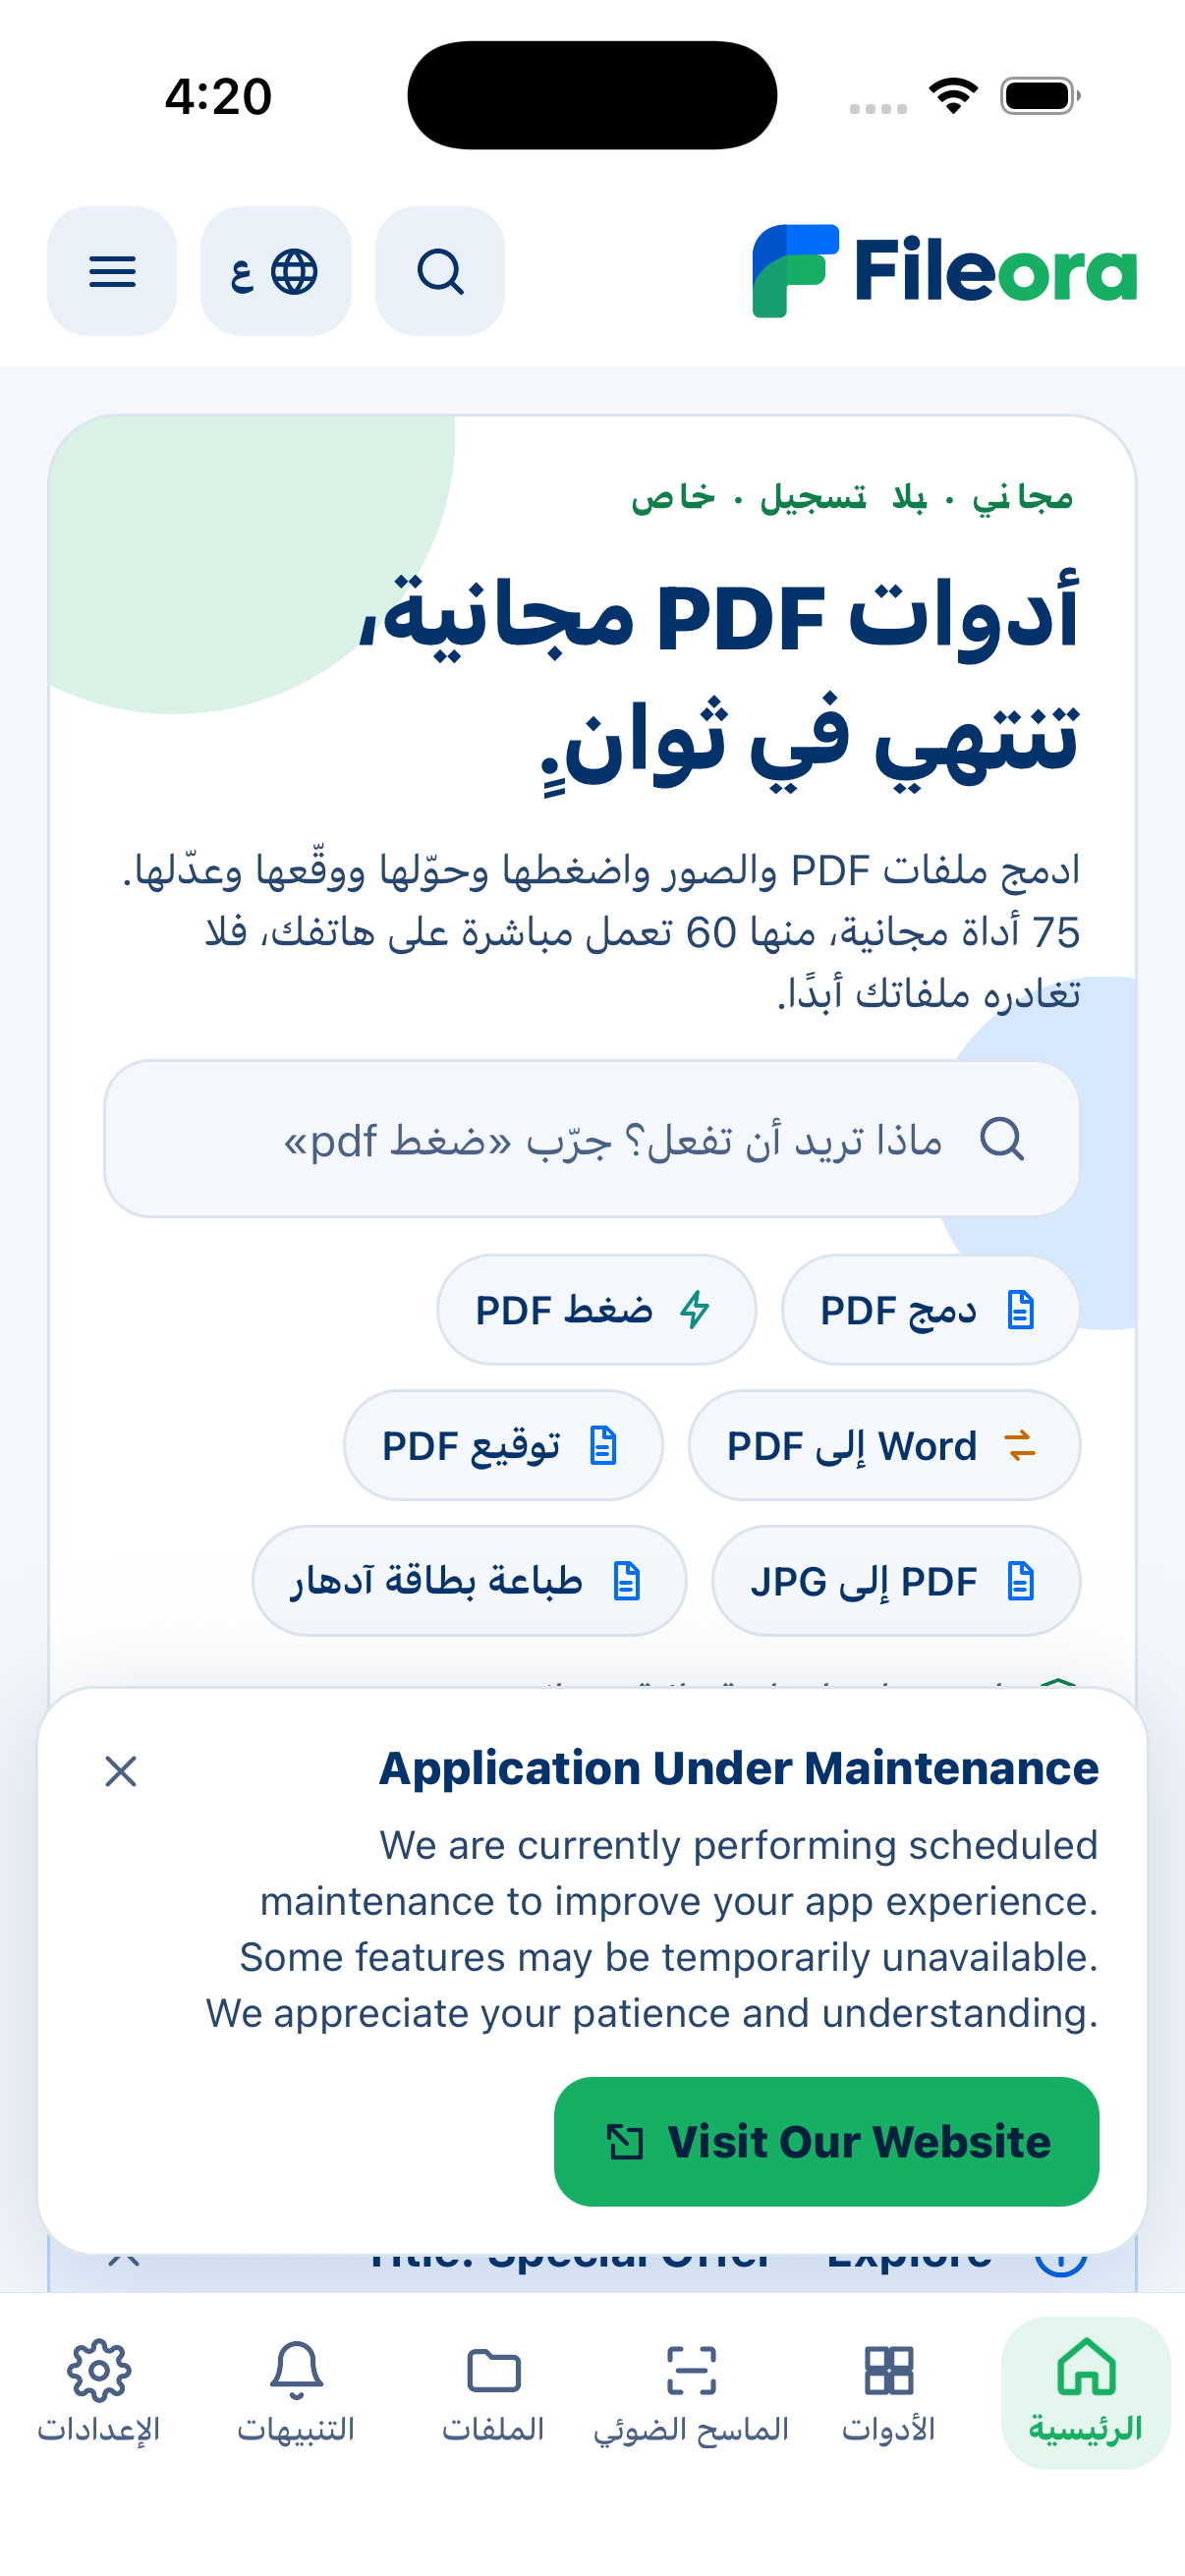 4:20
Fileora
ع
مجاني · بلا تسجيل · خاص
أدوات PDF مجانية،
تنتهي في ثوانٍ.
ادمج ملفات PDF والصور واضغطها وحوّلها ووقّعها وعدّلها.
75 أداة مجانية، منها 60 تعمل مباشرة على هاتفك، فلا
تغادره ملفاتك أبدًا.
ماذا تريد أن تفعل؟ جرّب «ضغط pdf»
دمج PDF
ضغط PDF
Word إلى PDF
توقيع PDF
PDF إلى JPG
طباعة بطاقة آدهار
Application Under Maintenance
We are currently performing scheduled
maintenance to improve your app experience.
Some features may be temporarily unavailable.
We appreciate your patience and understanding.
Visit Our Website
الرئيسية
الأدوات
الماسح الضوئي
الملفات
التنبيهات
الإعدادات